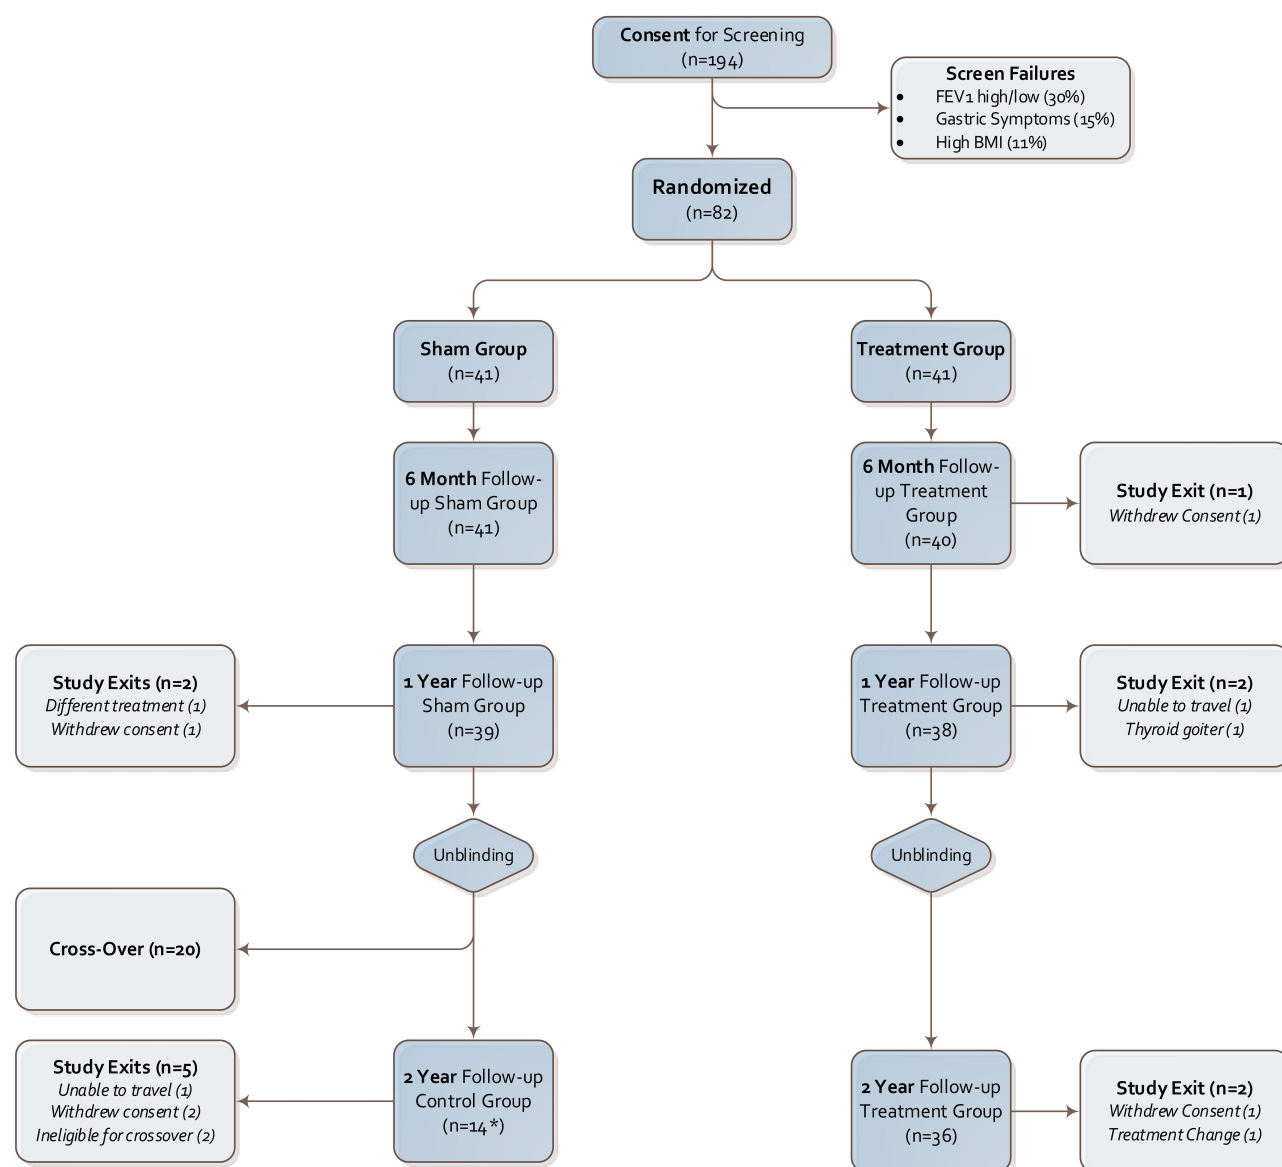 Consent for Screening
(n=194)
Screen Failures
• FEV1 high/low (30%)
• Gastric Symptoms (15%)
• High BMI (11%)
Randomized
(n=82)
Sham Group
(n=41)
Treatment Group
(n=41)
6 Month Follow-
up Sham Group
(n=41)
6 Month Follow-
up Treatment
Group
(n=40)
Study Exit (n=1)
Withdrew Consent (1)
Study Exits (n=2)
Different treatment (1)
Withdrew consent (1)
1 Year Follow-up
Sham Group
(n=39)
1 Year Follow-up
Treatment Group
(n=38)
Study Exit (n=2)
Unable to travel (1)
Thyroid goiter (1)
Unblinding
Unblinding
Cross-Over (n=20)
Study Exits (n=5)
Unable to travel (1)
Withdrew consent (2)
Ineligible for crossover (2)
2 Year Follow-up
Control Group
(n=14*)
2 Year Follow-up
Treatment Group
(n=36)
Study Exit (n=2)
Withdrew Consent (1)
Treatment Change (1)